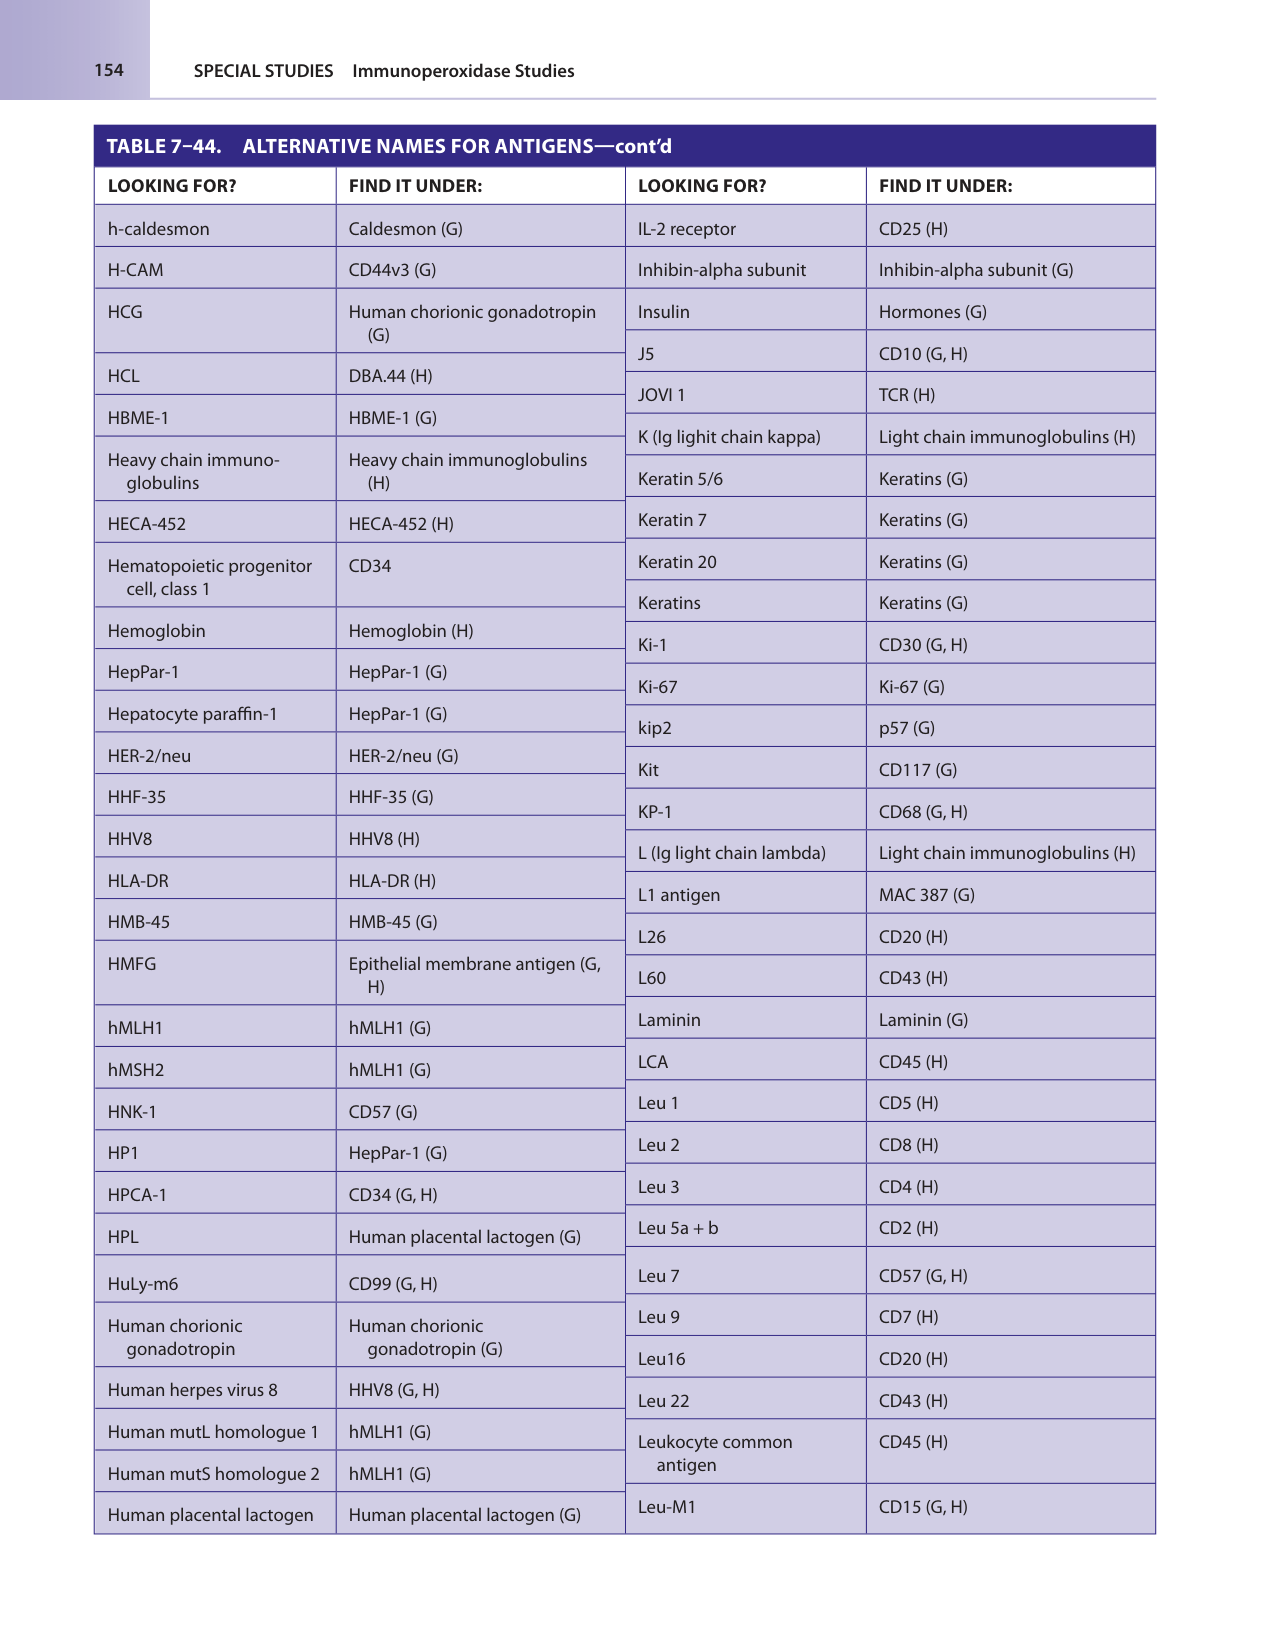 154 SPECIAL STUDIES Immunoperoxidase Studies
TABLE 7–44. ALTERNATIVE NAMES FOR ANTIGENS—cont’d
LOOKING FOR? FIND IT UNDER:
h-caldesmon Caldesmon (G)
H-CAM CD44v3 (G)
HCG Human chorionic gonadotropin
(G)
HCL DBA.44 (H)
HBME-1 HBME-1 (G)
Heavy chain immuno- Heavy chain immunoglobulins
globulins (H)
HECA-452 HECA-452 (H)
Hematopoietic progenitor CD34
cell, class 1
Hemoglobin Hemoglobin (H)
HepPar-1 HepPar-1 (G)
Hepatocyte paraffin-1 HepPar-1 (G)
HER-2/neu HER-2/neu (G)
HHF-35 HHF-35 (G)
HHV8 HHV8 (H)
HLA-DR HLA-DR (H)
HMB-45 HMB-45 (G)
HMFG Epithelial membrane antigen (G,
H)
hMLH1 hMLH1 (G)
hMSH2 hMLH1 (G)
HNK-1 CD57 (G)
HP1 HepPar-1 (G)
HPCA-1 CD34 (G, H)
HPL Human placental lactogen (G)
HuLy-m6 CD99 (G, H)
Human chorionic Human chorionic
gonadotropin gonadotropin (G)
Human herpes virus 8 HHV8 (G, H)
Human mutL homologue 1 hMLH1 (G)
Human mutS homologue 2 hMLH1 (G)
Human placental lactogen Human placental lactogen (G)
LOOKING FOR? FIND IT UNDER:
IL-2 receptor CD25 (H)
Inhibin-alpha subunit Inhibin-alpha subunit (G)
Insulin Hormones (G)
J5 CD10 (G, H)
JOVI 1 TCR (H)
K (Ig lighit chain kappa) Light chain immunoglobulins (H)
Keratin 5/6 Keratins (G)
Keratin 7 Keratins (G)
Keratin 20 Keratins (G)
Keratins Keratins (G)
Ki-1 CD30 (G, H)
Ki-67 Ki-67 (G)
kip2 p57 (G)
Kit CD117 (G)
KP-1 CD68 (G, H)
L (Ig light chain lambda) Light chain immunoglobulins (H)
L1 antigen MAC 387 (G)
L26 CD20 (H)
L60 CD43 (H)
Laminin Laminin (G)
LCA CD45 (H)
Leu 1 CD5 (H)
Leu 2 CD8 (H)
Leu 3 CD4 (H)
Leu 5a + b CD2 (H)
Leu 7 CD57 (G, H)
Leu 9 CD7 (H)
Leu16 CD20 (H)
Leu 22 CD43 (H)
Leukocyte common CD45 (H)
antigen
Leu-M1 CD15 (G, H)